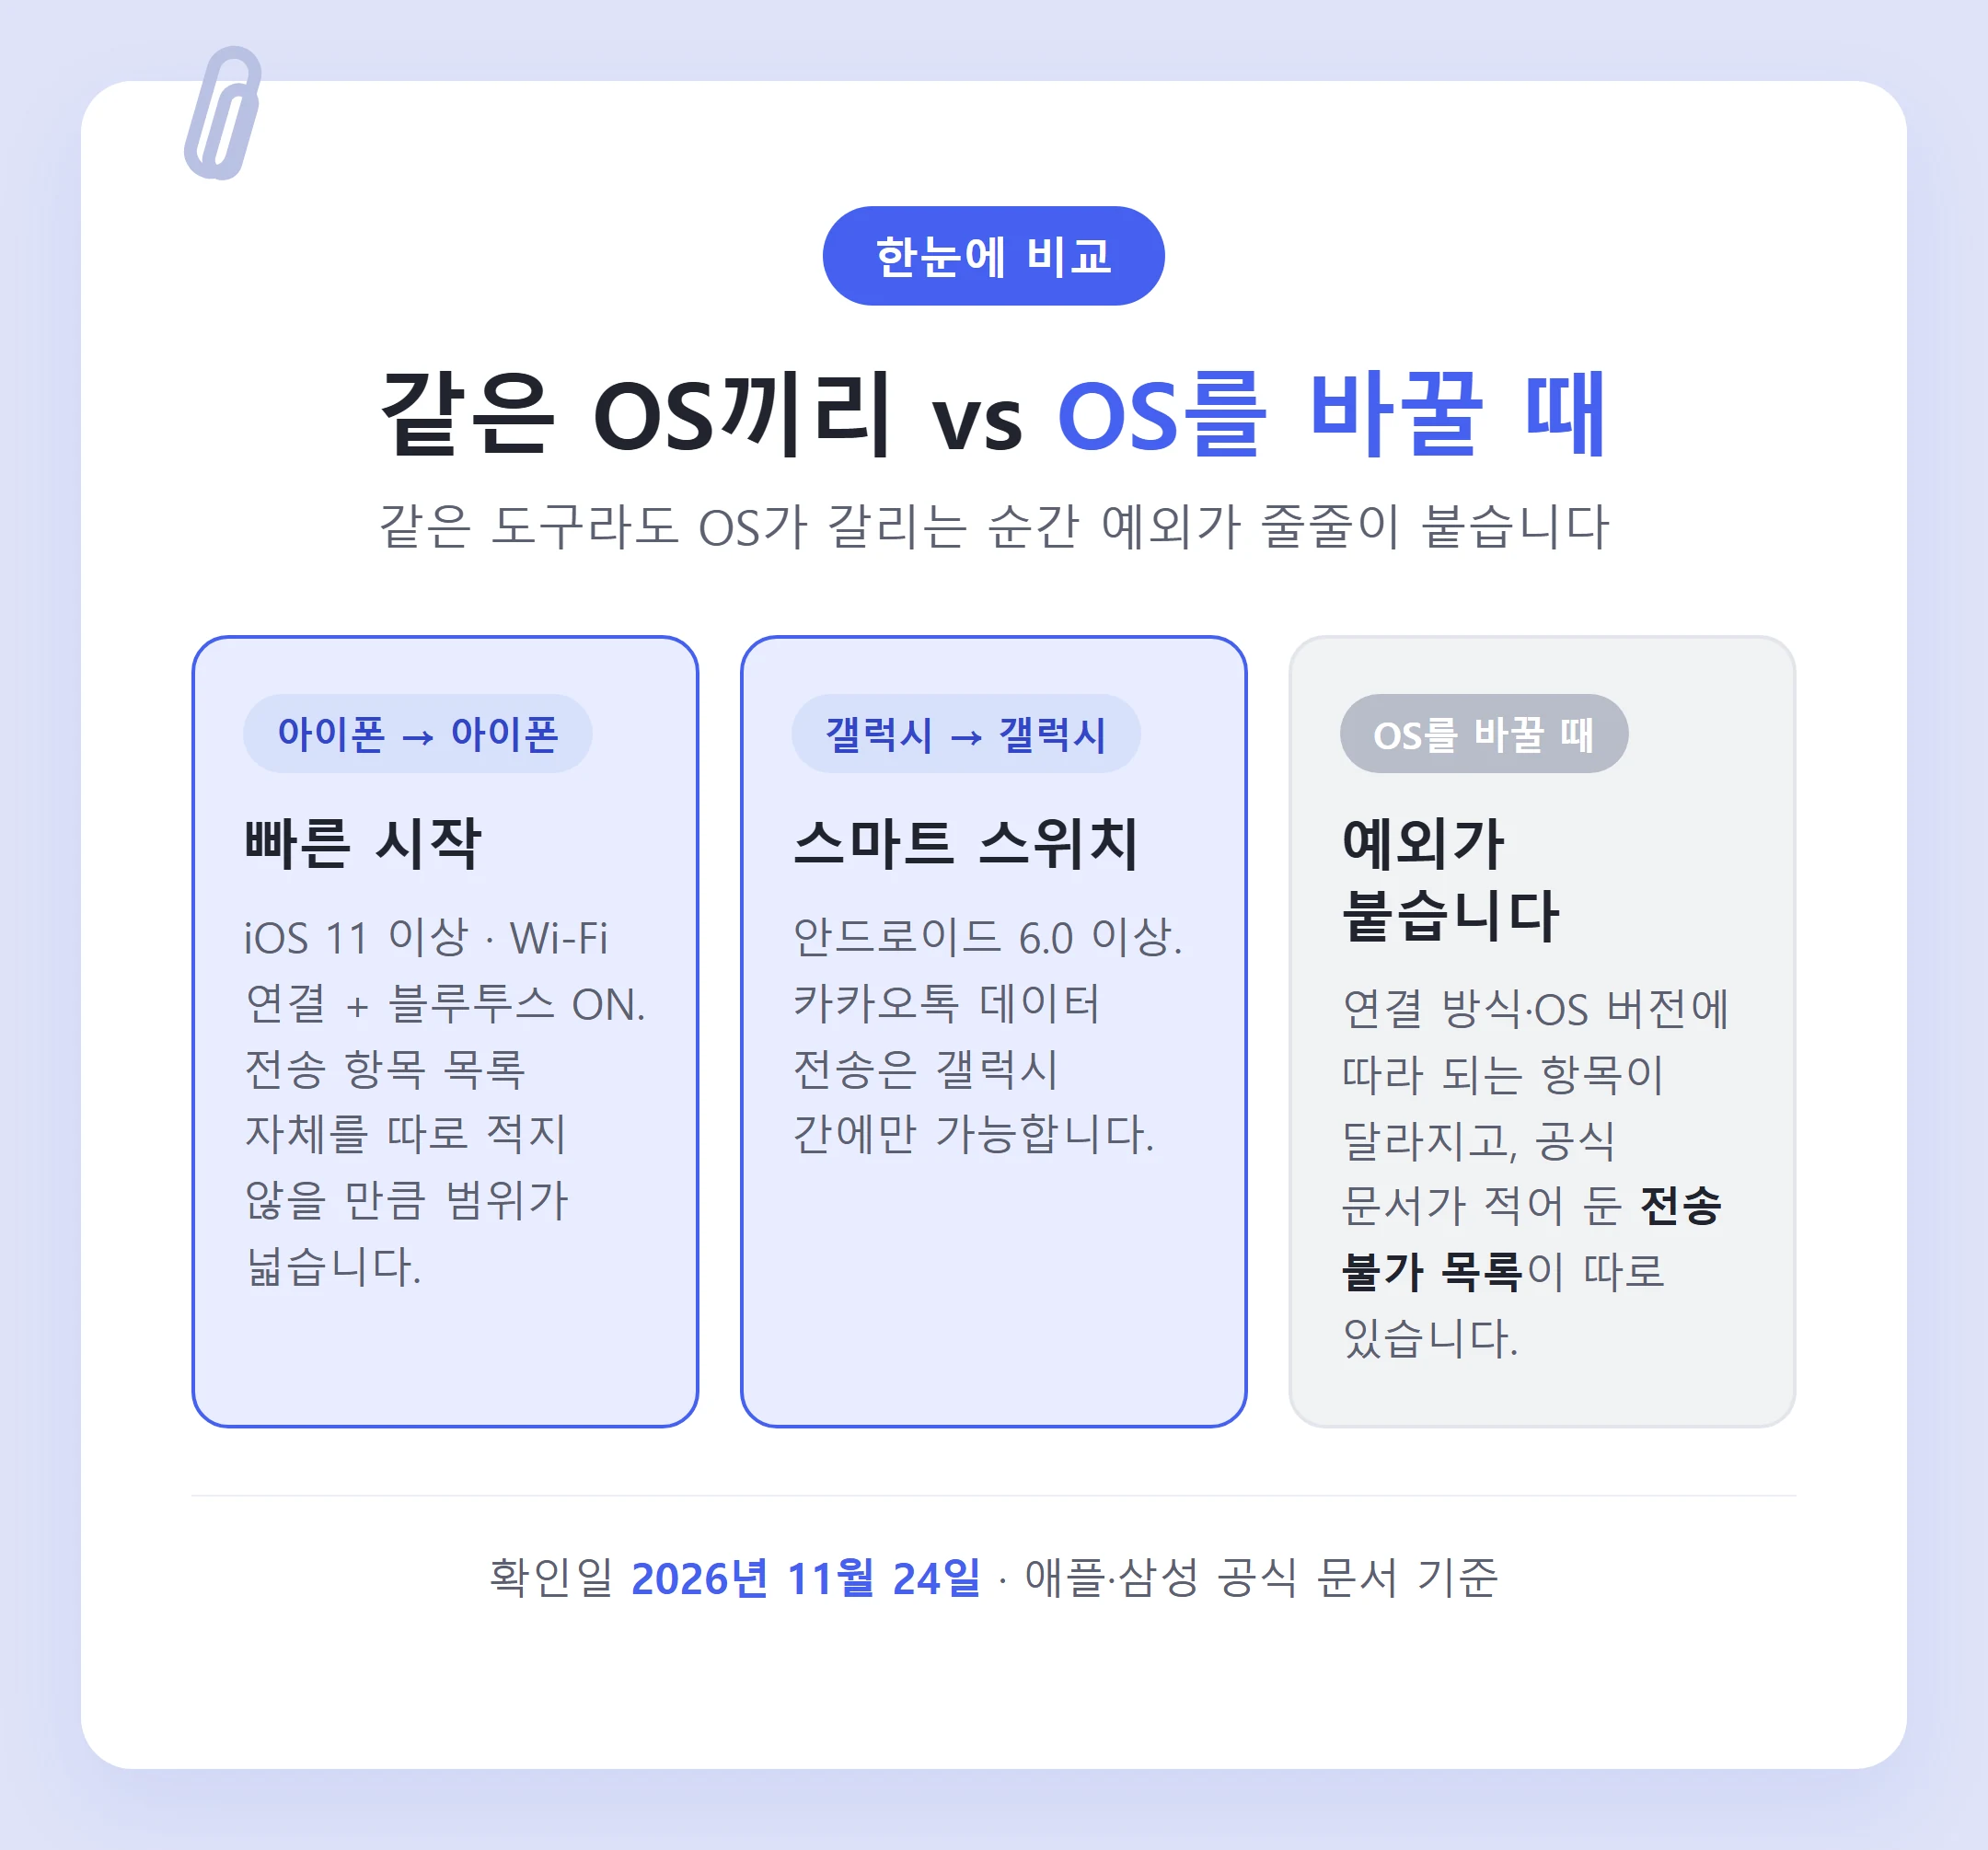 한눈에 비교
같은 OS끼리 vs OS를 바꿀 때
같은 도구라도 OS가 갈리는 순간 예외가 줄줄이 붙습니다
아이폰 → 아이폰
빠른 시작
iOS 11 이상 · Wi-Fi
연결 + 블루투스 ON.
전송 항목 목록
자체를 따로 적지
않을 만큼 범위가
넓습니다.
갤럭시 → 갤럭시
스마트 스위치
안드로이드 6.0 이상.
카카오톡 데이터
전송은 갤럭시
간에만 가능합니다.
OS를 바꿀 때
예외가
붙습니다
연결 방식·OS 버전에
따라 되는 항목이
달라지고, 공식
문서가 적어 둔 전송
불가 목록이 따로
있습니다.
확인일 2026년 11월 24일 · 애플·삼성 공식 문서 기준